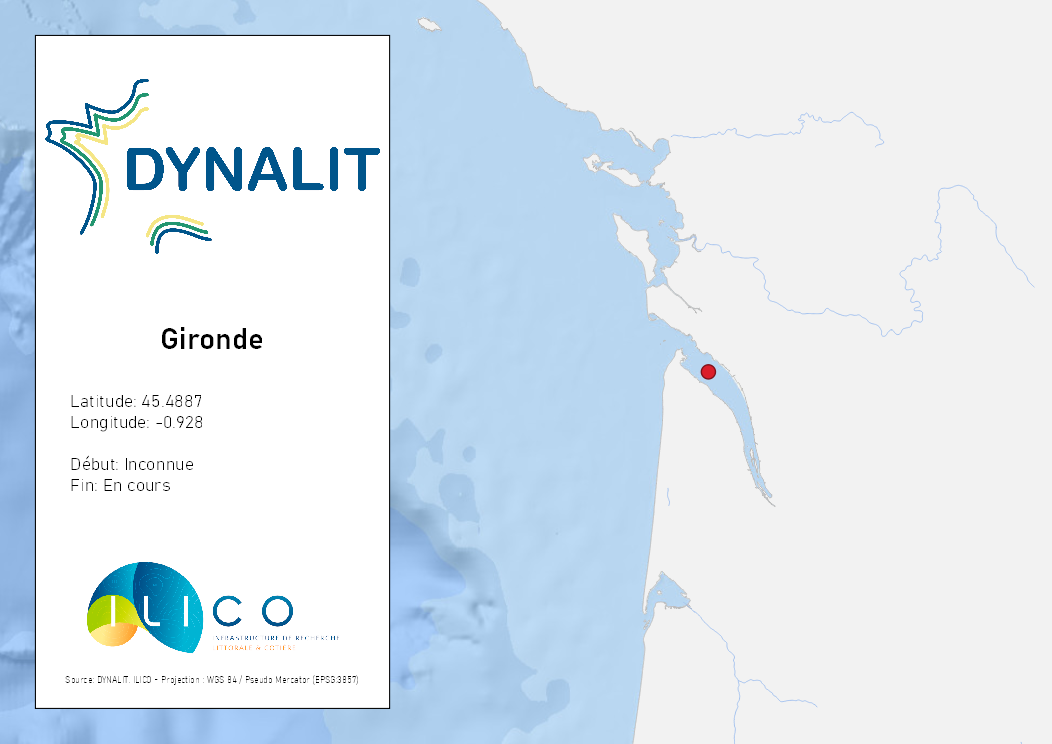 DYNALIT
Gironde
Latitude: 45.4887
Longitude: -0.928
Début: Inconnue
Fin: En cours
ILICO
INFRASTRUCTURE DE RECHERCHE
LITTORALE & CÔTIÈRE
Source: DYNALIT, ILICO - Projection : WGS 84 / Pseudo Mercator (EPSG:3857)